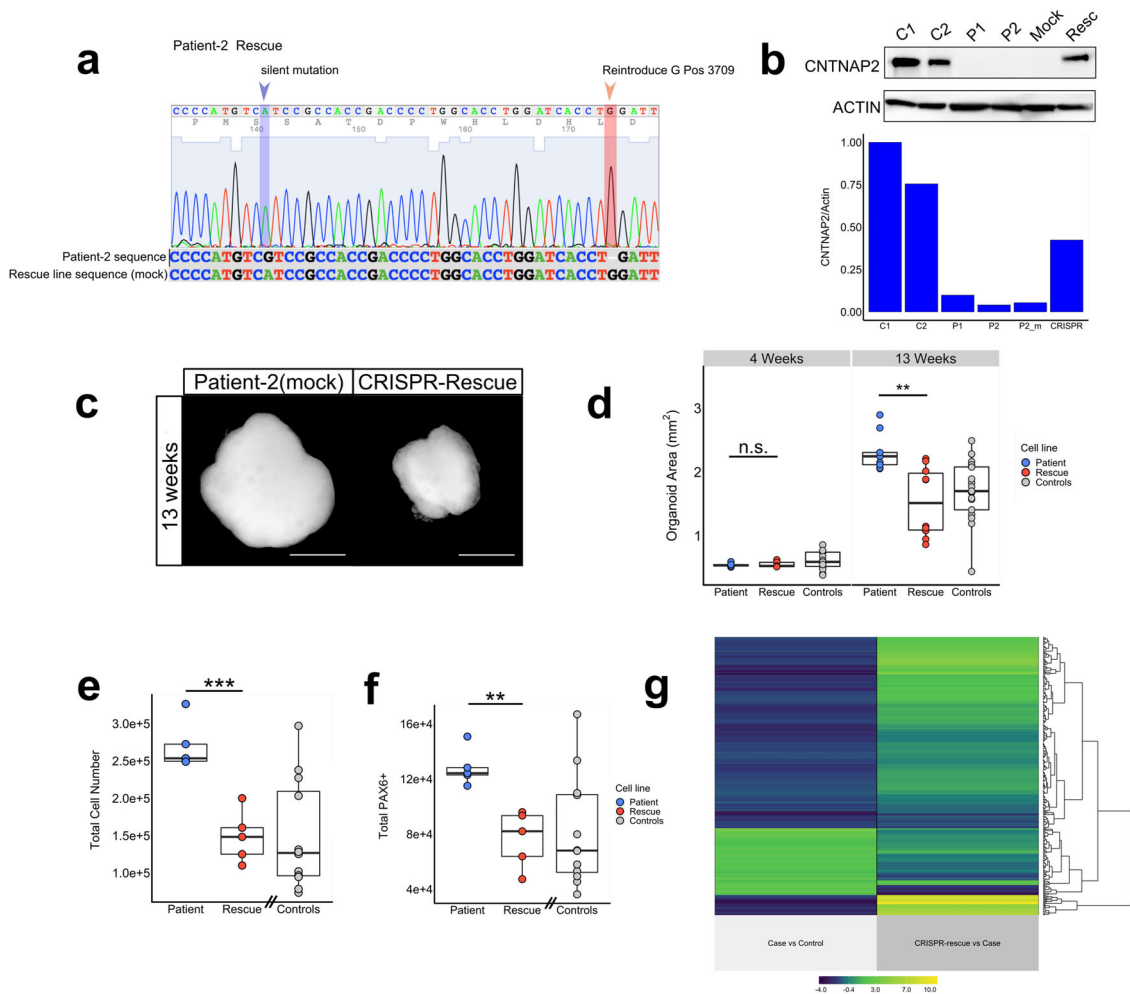 a
Patient-2 Rescue
silent mutation
Reintroduce G Pos 3709
CCCCATGTCATCCGCCACCGACCCCTGGCACCTGGATCACCTGGATT
P M S S A T D P W H L D H L D
140 150 160 170
Patient-2 sequence
CCCCATGTCGTCCGCCACCGACCCCTGGCACCTGGATCACCT-GATT
Rescue line sequence (mock)
CCCCATGTCATCCGCCACCGACCCCTGGCACCTGGATCACCTGGATT
b
C1 C2 P1 P2 Mock Resc
CNTNAP2
ACTIN
CNTNAP2/Actin
1.00
0.75
0.50
0.25
0.00
C1 C2 P1 P2 P2_m CRISPR
c
Patient-2(mock) CRISPR-Rescue
13 weeks
d
4 Weeks 13 Weeks
Organoid Area (mm²)
3
2
1
n.s.
**
Patient Rescue Controls Patient Rescue Controls
Cell line
Patient
Rescue
Controls
e
Total Cell Number
3.0e+5
2.5e+5
2.0e+5
1.5e+5
1.0e+5
***
Patient Rescue // Controls
f
Total PAX6+
16e+4
12e+4
8e+4
4e+4
**
Patient Rescue // Controls
Cell line
Patient
Rescue
Controls
g
Case vs Control CRISPR-rescue vs Case
-4.0 -0.4 3.0 7.0 10.0